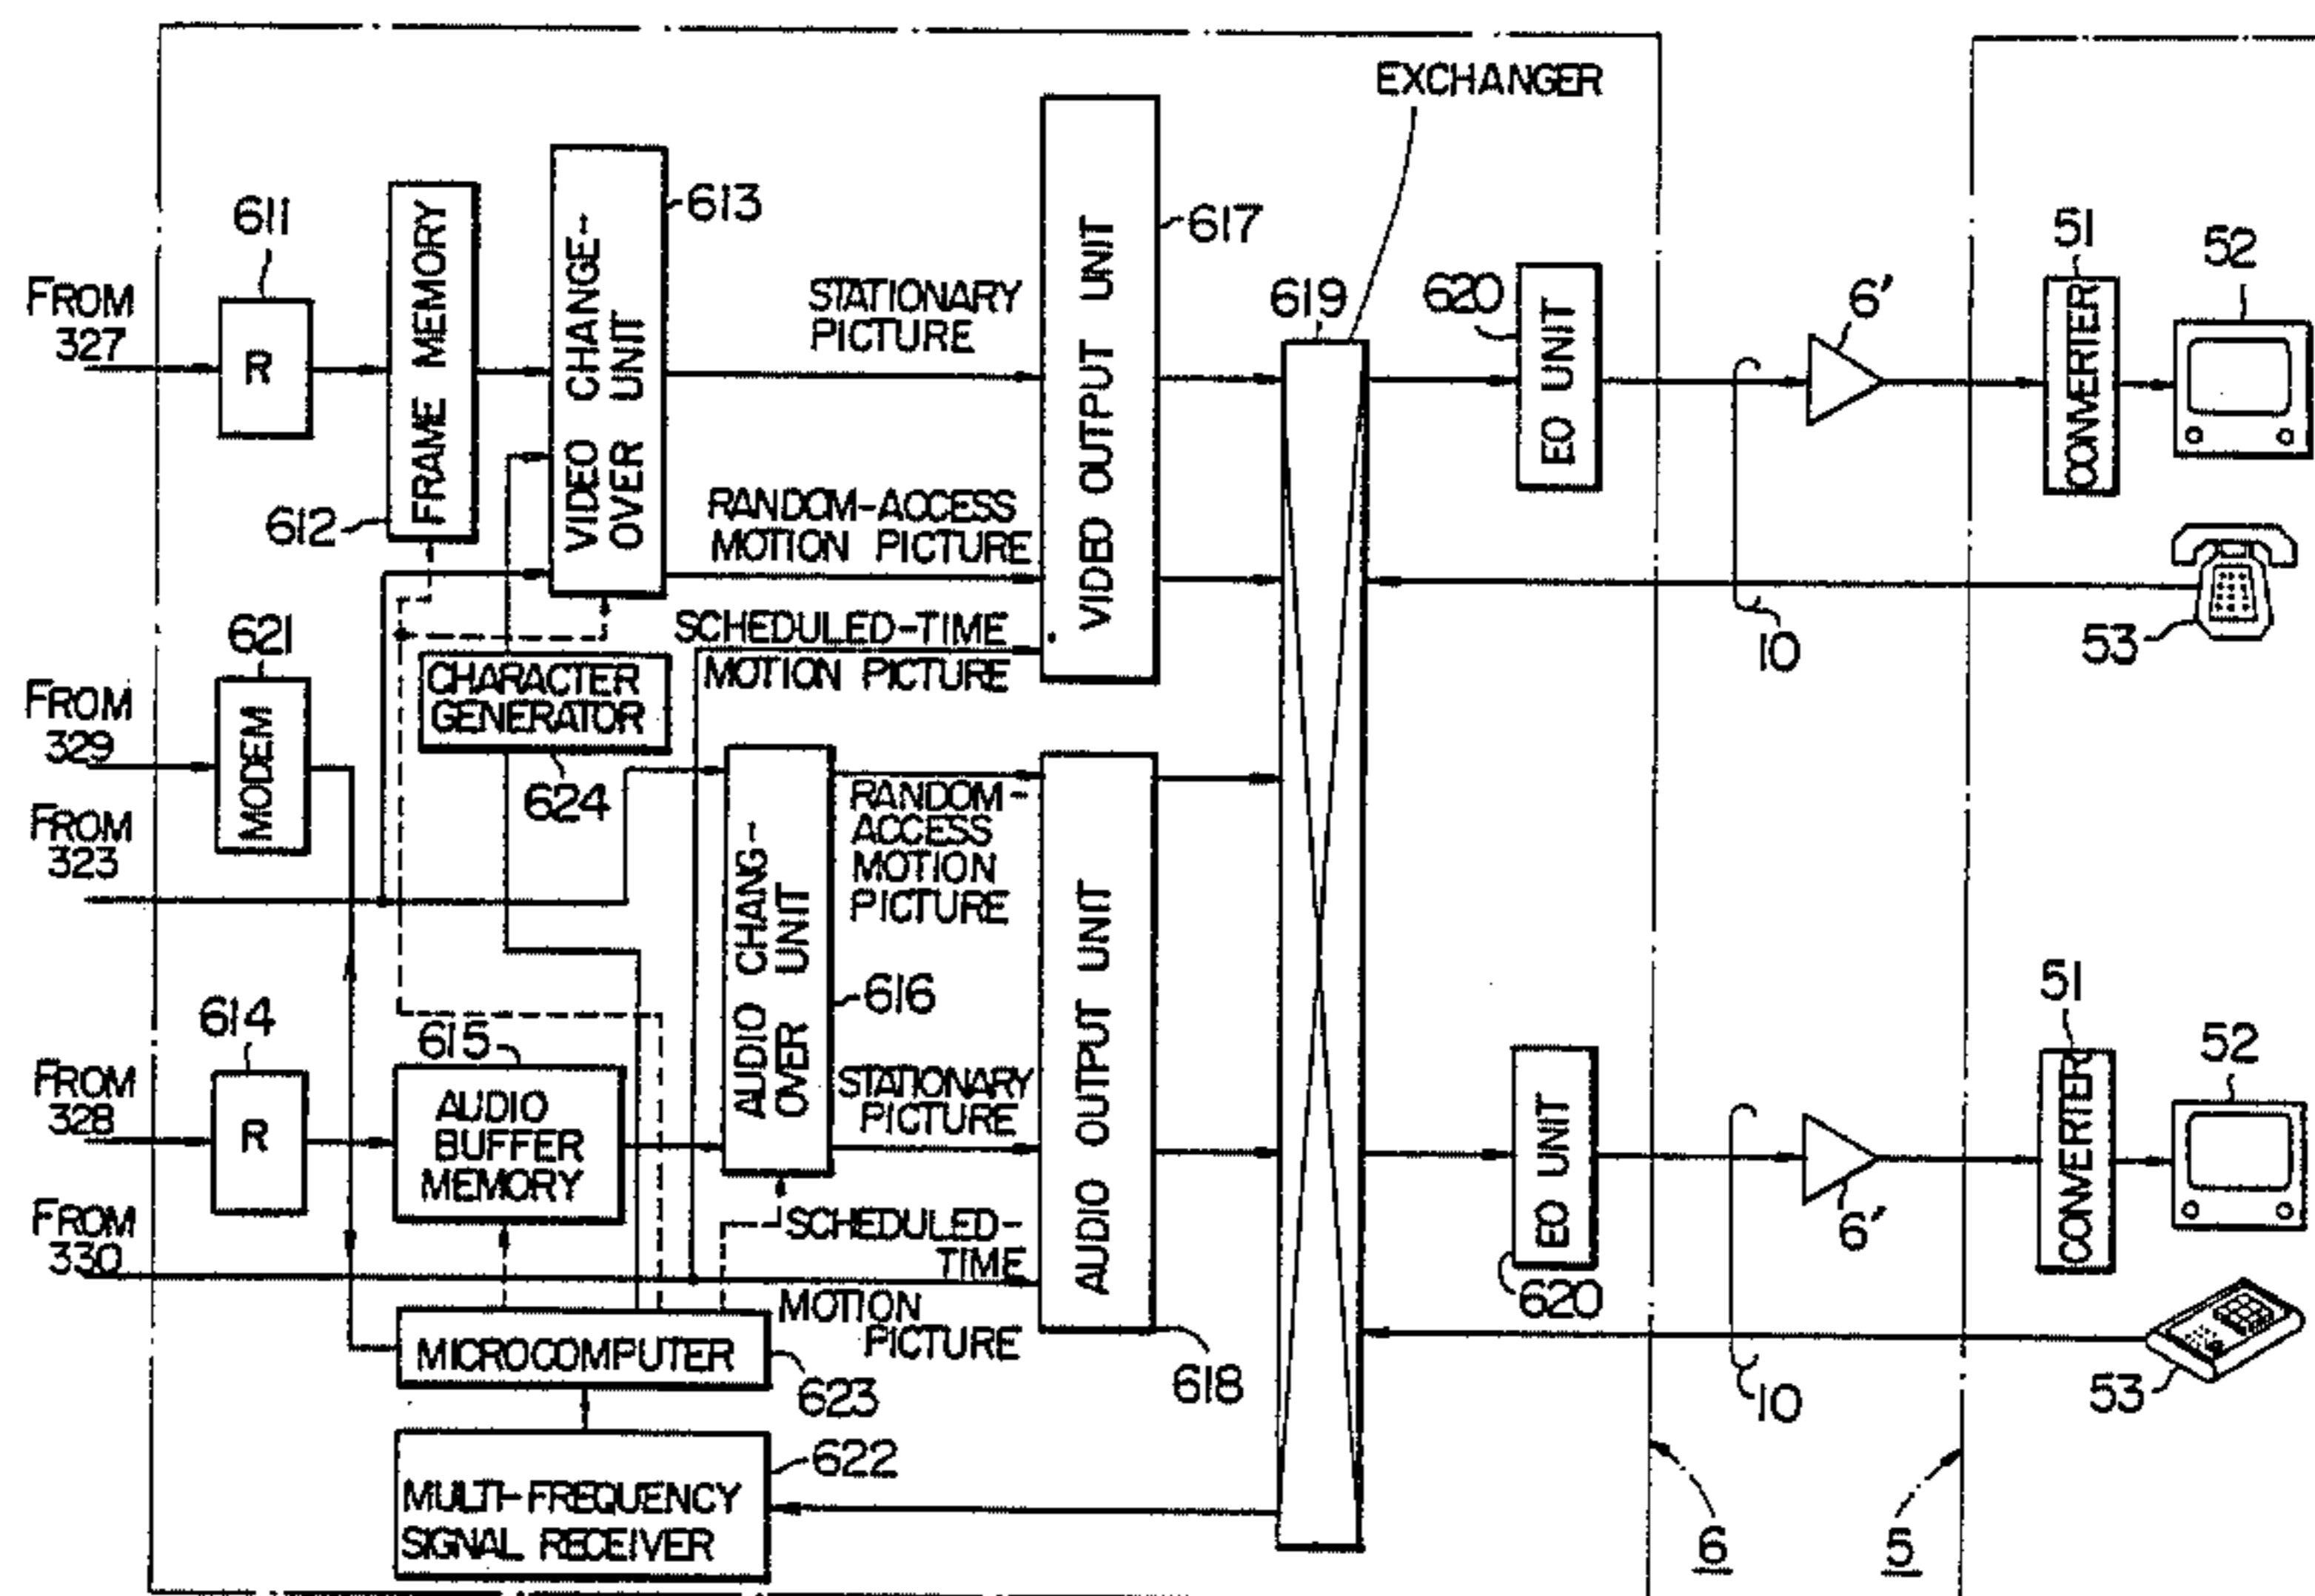 EXCHANGER
611
FROM
327
R
612
FRAME MEMORY
613
VIDEO CHANGE-
OVER UNIT
STATIONARY
PICTURE
RANDOM-ACCESS
MOTION PICTURE
SCHEDULED-TIME
MOTION PICTURE
617
VIDEO OUTPUT UNIT
619
620
EO UNIT
6'
10
51
CONVERTER
52
53
621
FROM
329
MODEM
FROM
323
CHARACTER
GENERATOR
624
AUDIO CHANG-
OVER UNIT
616
RANDOM-
ACCESS
MOTION
PICTURE
STATIONARY
PICTURE
SCHEDULED-
TIME
MOTION
PICTURE
AUDIO OUTPUT UNIT
618
614
FROM
328
R
615
AUDIO
BUFFER
MEMORY
FROM
330
MICROCOMPUTER
623
622
MULTI-FREQUENCY
SIGNAL RECEIVER
EO UNIT
620
6'
10
51
CONVERTER
52
53
6
5